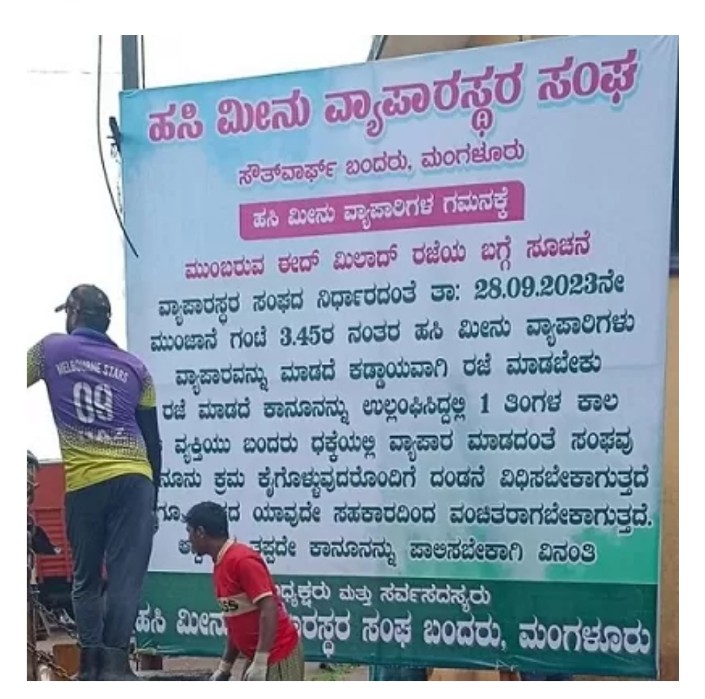 ಹಸಿ ಮೀನು ವ್ಯಾಪಾರಸ್ಥರ ಸಂಘ
ಸೌತ್‌ವಾರ್ಫ್ ಬಂದರು, ಮಂಗಳೂರು
ಹಸಿ ಮೀನು ವ್ಯಾಪಾರಿಗಳ ಗಮನಕ್ಕೆ
ಮುಂಬರುವ ಈದ್ ಮಿಲಾದ್ ರಜೆಯ ಬಗ್ಗೆ ಸೂಚನೆ
ವ್ಯಾಪಾರಸ್ಥರ ಸಂಘದ ನಿರ್ಧಾರದಂತೆ ತಾ: 28.09.2023ನೇ
ಮುಂಜಾನೆ ಗಂಟೆ 3.45ರ ನಂತರ ಹಸಿ ಮೀನು ವ್ಯಾಪಾರಿಗಳು
ವ್ಯಾಪಾರವನ್ನು ಮಾಡದೆ ಕಡ್ಡಾಯವಾಗಿ ರಜೆ ಮಾಡಬೇಕು
ರಜೆ ಮಾಡದೆ ಕಾನೂನನ್ನು ಉಲ್ಲಂಘಿಸಿದ್ದಲ್ಲಿ 1 ತಿಂಗಳ ಕಾಲ
ವ್ಯಕ್ತಿಯು ಬಂದರು ಧಕ್ಕೆಯಲ್ಲಿ ವ್ಯಾಪಾರ ಮಾಡದಂತೆ ಸಂಘವು
ಕ್ರಮ ಕೈಗೊಳ್ಳುವುದರೊಂದಿಗೆ ದಂಡನೆ ವಿಧಿಸಬೇಕಾಗುತ್ತದೆ
ಯಾವುದೇ ಸಹಕಾರದಿಂದ ವಂಚಿತರಾಗಬೇಕಾಗುತ್ತದೆ.
ತಪ್ಪದೇ ಕಾನೂನನ್ನು ಪಾಲಿಸಬೇಕಾಗಿ ವಿನಂತಿ
ಮತ್ತು ಸರ್ವಸದಸ್ಯರು
ಹಸಿ ಮೀನು ಸಂಘ ಬಂದರು, ಮಂಗಳೂರು
MELBOURNE STARS
09